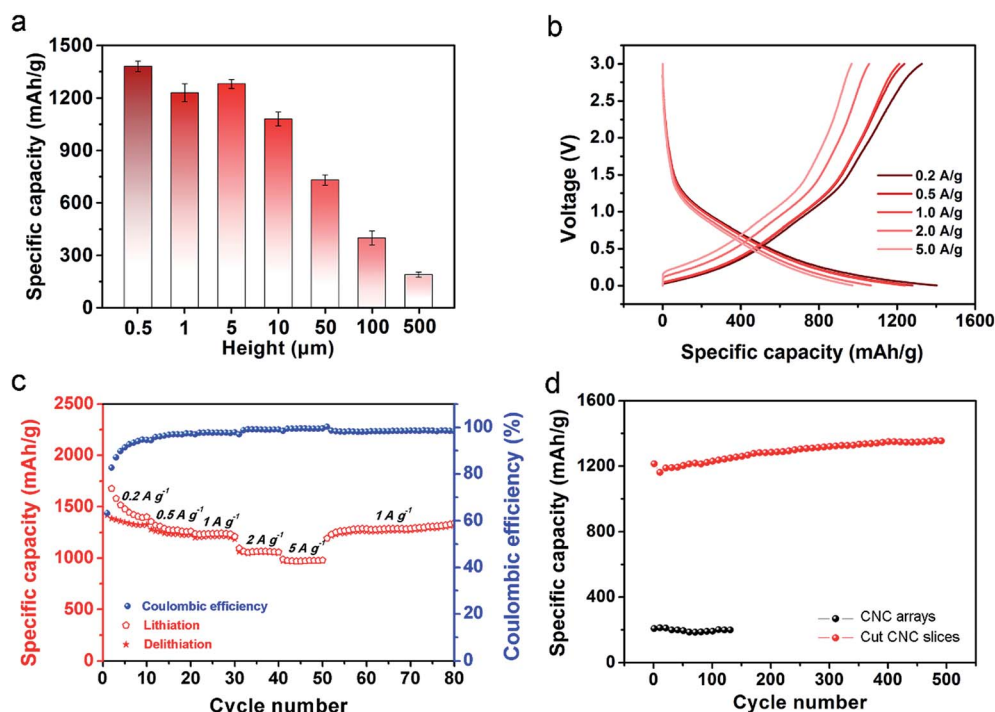 a
Specific capacity (mAh/g)
1500
1200
900
600
300
0
0.5 1 5 10 50 100 500
Height (μm)
b
Voltage (V)
3.0
2.5
2.0
1.5
1.0
0.5
0.0
0.2 A/g
0.5 A/g
1.0 A/g
2.0 A/g
5.0 A/g
0 400 800 1200 1600
Specific capacity (mAh/g)
c
Specific capacity (mAh/g)
2500
2000
1500
1000
500
0
0.2 A g⁻¹
0.5 A g⁻¹
1 A g⁻¹
2 A g⁻¹
5 A g⁻¹
1 A g⁻¹
Coulombic efficiency
Lithiation
Delithiation
100
80
60
40
20
0
Coulombic efficiency (%)
0 10 20 30 40 50 60 70 80
Cycle number
d
Specific capacity (mAh/g)
1600
1200
800
400
0
CNC arrays
Cut CNC slices
0 100 200 300 400 500
Cycle number